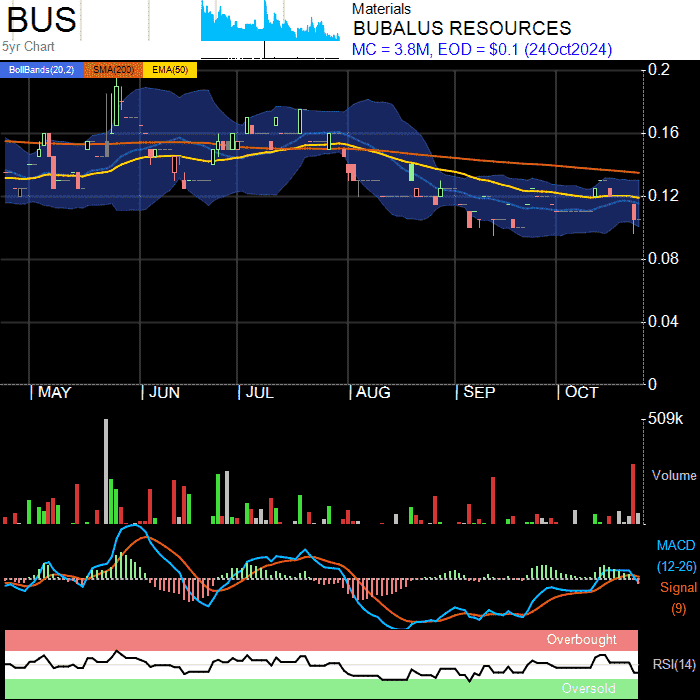 BUS
5yr Chart
Materials
BUBALUS RESOURCES
MC = 3.8M, EOD = $0.1 (24Oct2024)
BollBands(20,2) SMA(200) EMA(50)
0.2
0.16
0.12
0.08
0.04
0
MAY JUN JUL AUG SEP OCT
509k
Volume
MACD
(12-26)
Signal
(9)
Overbought
RSI(14)
Oversold